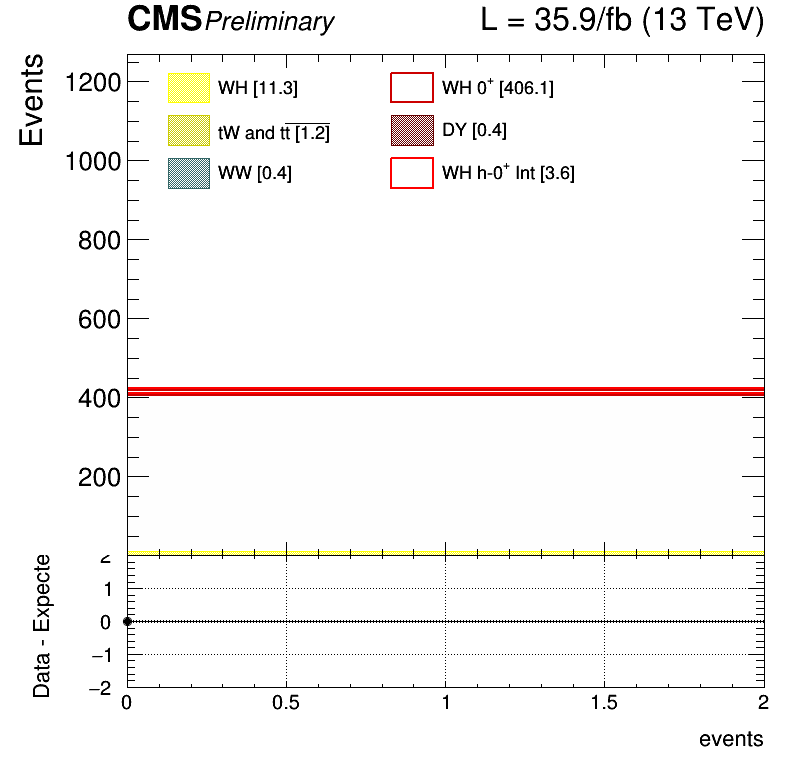 CMS Preliminary L = 35.9/fb (13 TeV)
Events
1200
1000
800
600
400
200
WH [11.3]
WH 0⁺ [406.1]
tW and tt̅ [1.2]
DY [0.4]
WW [0.4]
WH h-0⁺ Int [3.6]
Data - Expecte
2
1
0
−1
−2
0 0.5 1 1.5 2
events